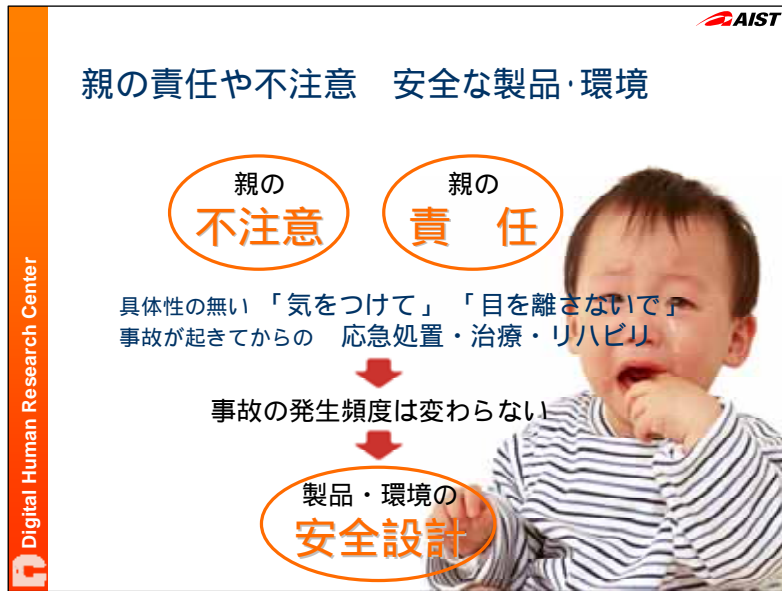 AIST
親の責任や不注意　安全な製品・環境
親の
不注意
親の
責　任
具体性の無い 「気をつけて」 「目を離さないで」
事故が起きてからの　応急処置・治療・リハビリ
事故の発生頻度は変わらない
製品・環境の
安全設計
Digital Human Research Center